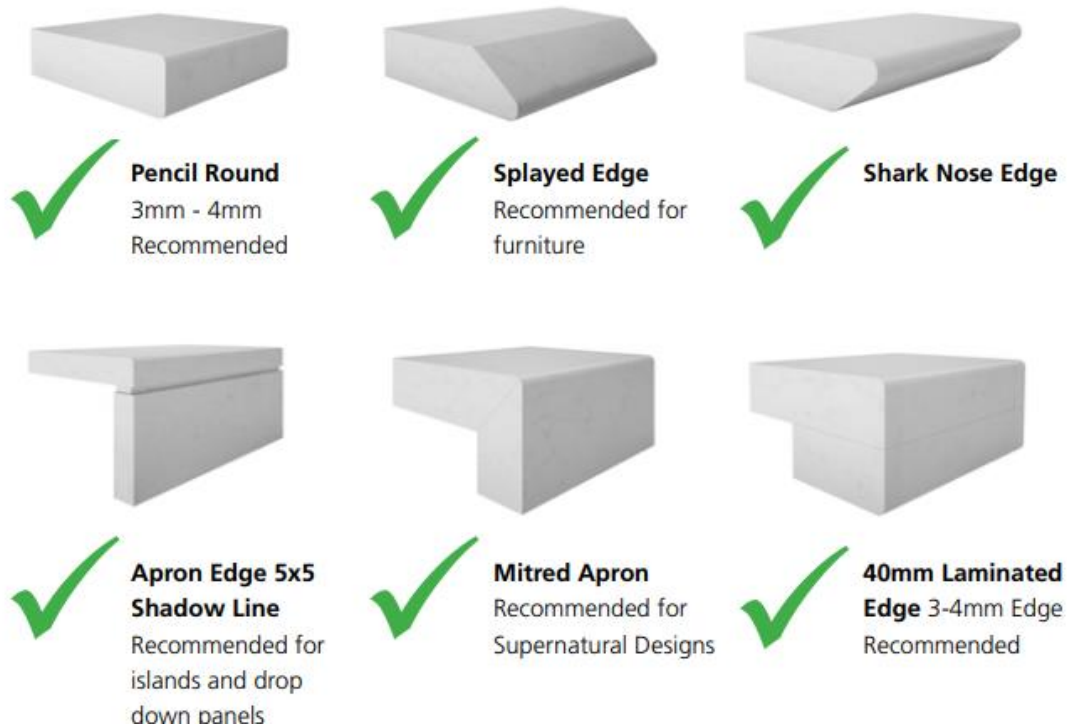 Pencil Round
3mm - 4mm
Recommended
Splayed Edge
Recommended for
furniture
Shark Nose Edge
Apron Edge 5x5
Shadow Line
Recommended for
islands and drop
down panels
Mitred Apron
Recommended for
Supernatural Designs
40mm Laminated
Edge 3-4mm Edge
Recommended